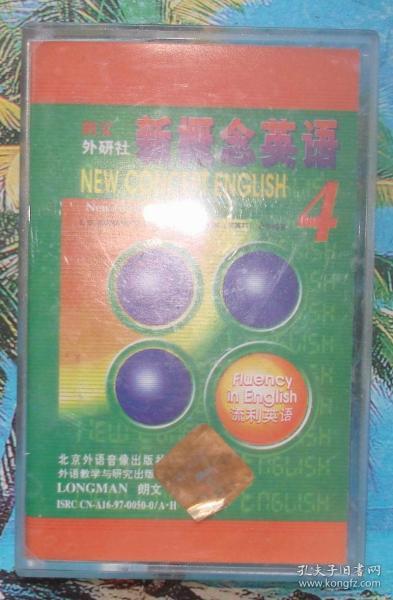 朗文
外研社
新概念英语
NEW CONCEPT ENGLISH
4
Fluency
in English
流利英语
北京外语音像出版社
外语教学与研究出版
LONGMAN 朗文
ISRC CN-A16-97-0050-0/A·H
孔夫子旧书网
www.kongfz.com